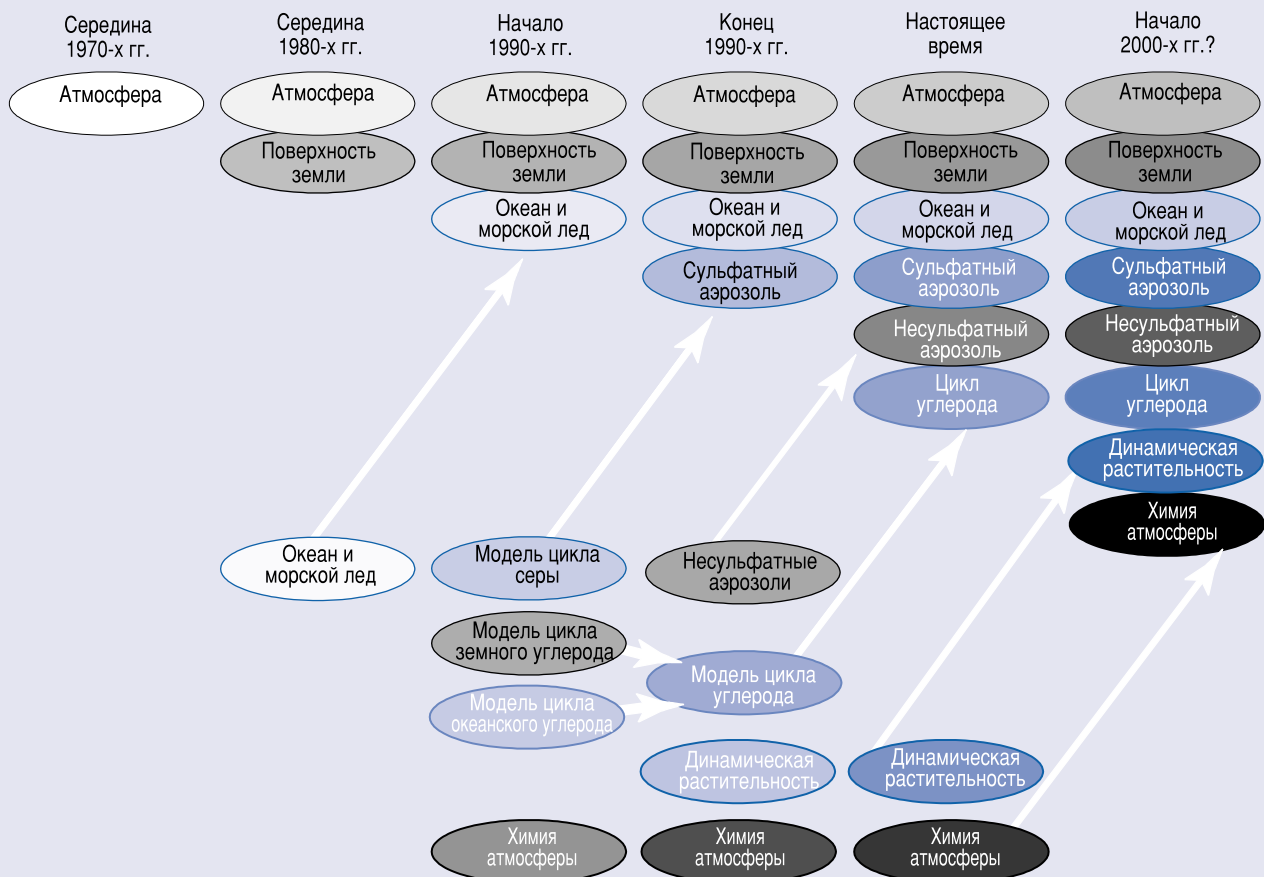 Середина
1970-х гг.
Середина
1980-х гг.
Начало
1990-х гг.
Конец
1990-х гг.
Настоящее
время
Начало
2000-х гг.?
Атмосфера
Атмосфера
Атмосфера
Атмосфера
Атмосфера
Атмосфера
Поверхность
земли
Поверхность
земли
Поверхность
земли
Поверхность
земли
Поверхность
земли
Океан и
морской лед
Океан и
морской лед
Океан и
морской лед
Океан и
морской лед
Сульфатный
аэрозоль
Сульфатный
аэрозоль
Сульфатный
аэрозоль
Несульфатный
аэрозоль
Несульфатный
аэрозоль
Цикл
углерода
Цикл
углерода
Динамическая
растительность
Химия
атмосферы
Океан и
морской лед
Модель цикла
серы
Несульфатные
аэрозоли
Модель цикла
земного углерода
Модель цикла
углерода
Модель цикла
океанского углерода
Динамическая
растительность
Динамическая
растительность
Химия
атмосферы
Химия
атмосферы
Химия
атмосферы